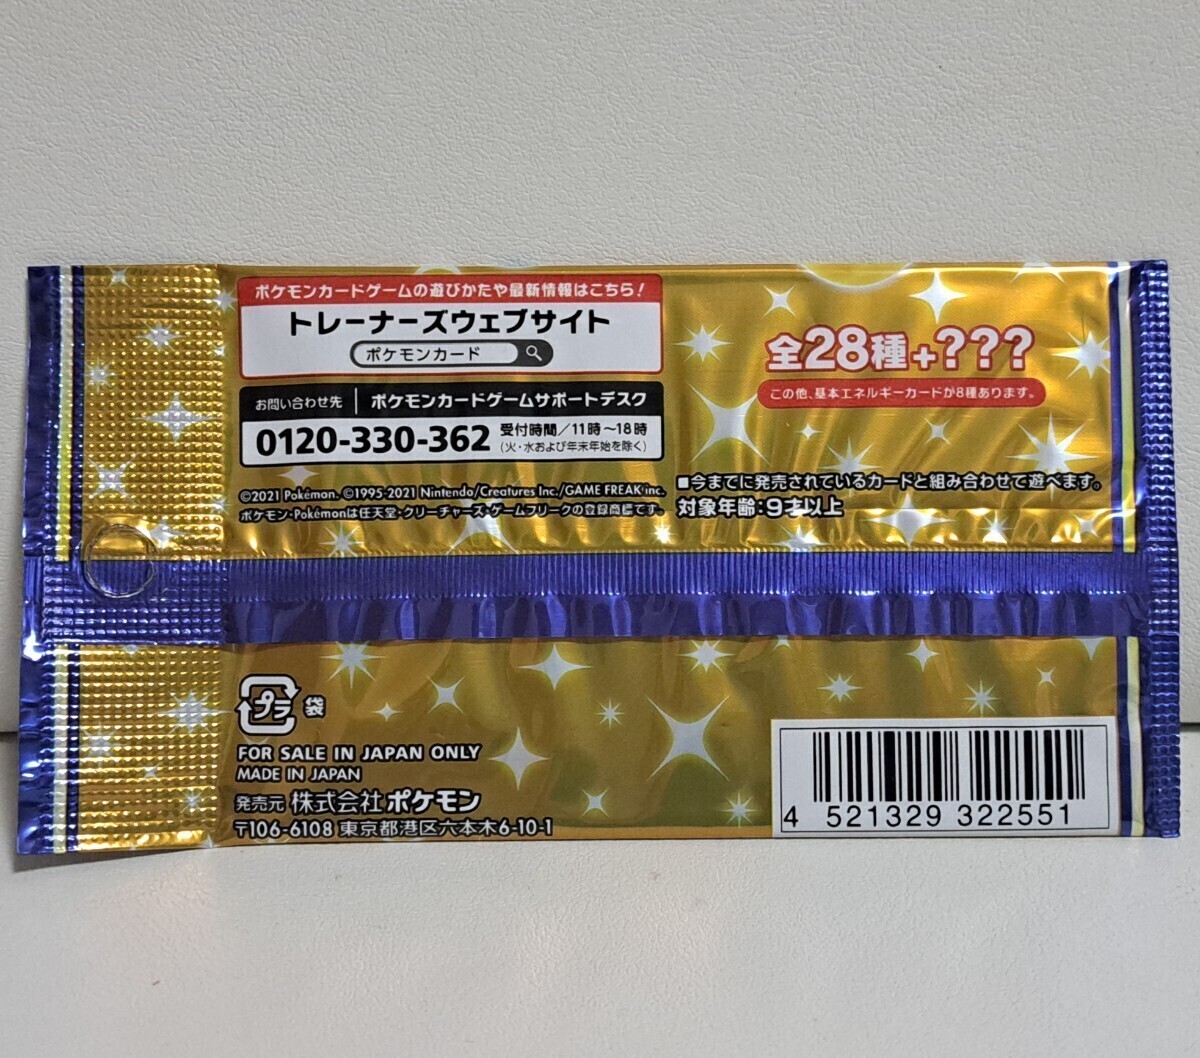 ポケモンカードゲームの遊びかたや最新情報はこちら!
トレーナーズウェブサイト
ポケモンカード
お問い合わせ先 ポケモンカードゲームサポートデスク
0120-330-362 受付時間/11時〜18時
(火・水および年末年始を除く)
©2021 Pokémon. ©1995-2021 Nintendo/Creatures Inc./GAME FREAK inc.
ポケモン・Pokémonは任天堂・クリーチャーズ・ゲームフリークの登録商標です。
全28種+???
この他、基本エネルギーカードが8種あります。
■今までに発売されているカードと組み合わせて遊べます。
対象年齢:9才以上
プラ 袋
FOR SALE IN JAPAN ONLY
MADE IN JAPAN
発売元 株式会社ポケモン
〒106-6108 東京都港区六本木6-10-1
4 521329 322551